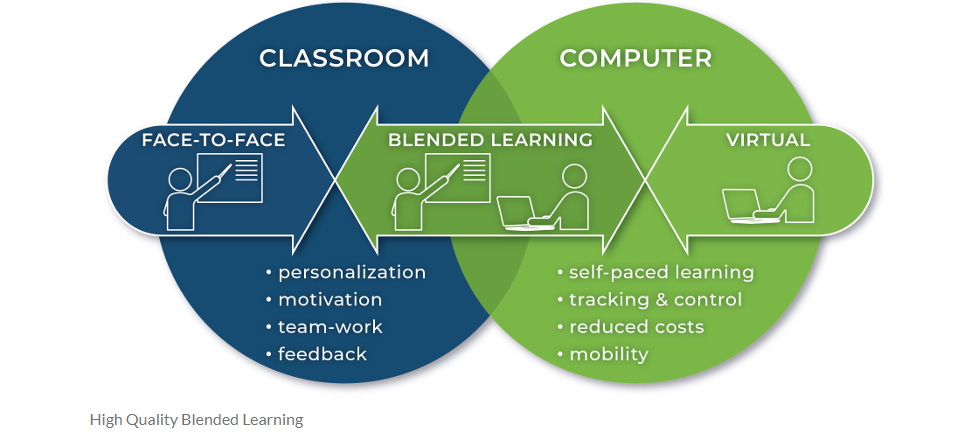 CLASSROOM
COMPUTER
FACE-TO-FACE
BLENDED LEARNING
VIRTUAL
• personalization
• motivation
• team-work
• feedback
• self-paced learning
• tracking & control
• reduced costs
• mobility
High Quality Blended Learning